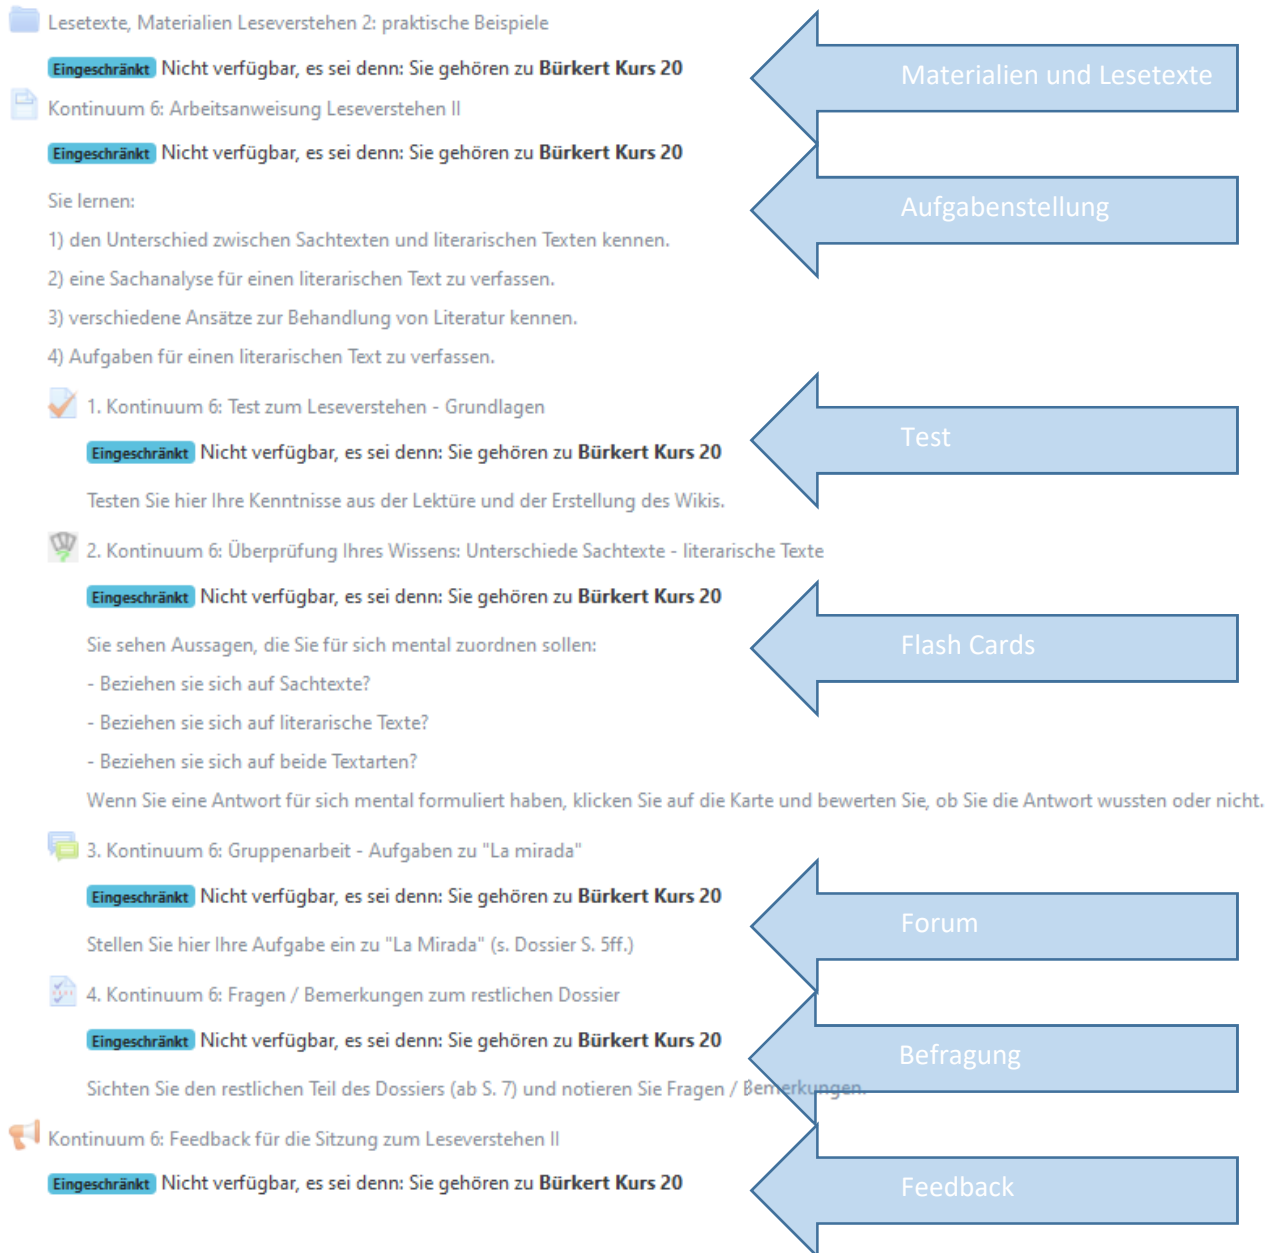 Lesetexte, Materialien Leseverstehen 2: praktische Beispiele
Eingeschränkt Nicht verfügbar, es sei denn: Sie gehören zu Bürkert Kurs 20
Materialien und Lesetexte
Kontinuum 6: Arbeitsanweisung Leseverstehen II
Eingeschränkt Nicht verfügbar, es sei denn: Sie gehören zu Bürkert Kurs 20
Aufgabenstellung
Sie lernen:
1) den Unterschied zwischen Sachtexten und literarischen Texten kennen.
2) eine Sachanalyse für einen literarischen Text zu verfassen.
3) verschiedene Ansätze zur Behandlung von Literatur kennen.
4) Aufgaben für einen literarischen Text zu verfassen.
1. Kontinuum 6: Test zum Leseverstehen - Grundlagen
Test
Eingeschränkt Nicht verfügbar, es sei denn: Sie gehören zu Bürkert Kurs 20
Testen Sie hier Ihre Kenntnisse aus der Lektüre und der Erstellung des Wikis.
2. Kontinuum 6: Überprüfung Ihres Wissens: Unterschiede Sachtexte - literarische Texte
Eingeschränkt Nicht verfügbar, es sei denn: Sie gehören zu Bürkert Kurs 20
Sie sehen Aussagen, die Sie für sich mental zuordnen sollen:
Flash Cards
- Beziehen sie sich auf Sachtexte?
- Beziehen sie sich auf literarische Texte?
- Beziehen sie sich auf beide Textarten?
Wenn Sie eine Antwort für sich mental formuliert haben, klicken Sie auf die Karte und bewerten Sie, ob Sie die Antwort wussten oder nicht.
3. Kontinuum 6: Gruppenarbeit - Aufgaben zu "La mirada"
Eingeschränkt Nicht verfügbar, es sei denn: Sie gehören zu Bürkert Kurs 20
Forum
Stellen Sie hier Ihre Aufgabe ein zu "La Mirada" (s. Dossier S. 5ff.)
4. Kontinuum 6: Fragen / Bemerkungen zum restlichen Dossier
Eingeschränkt Nicht verfügbar, es sei denn: Sie gehören zu Bürkert Kurs 20
Befragung
Sichten Sie den restlichen Teil des Dossiers (ab S. 7) und notieren Sie Fragen / Bemerkungen.
Kontinuum 6: Feedback für die Sitzung zum Leseverstehen II
Eingeschränkt Nicht verfügbar, es sei denn: Sie gehören zu Bürkert Kurs 20
Feedback